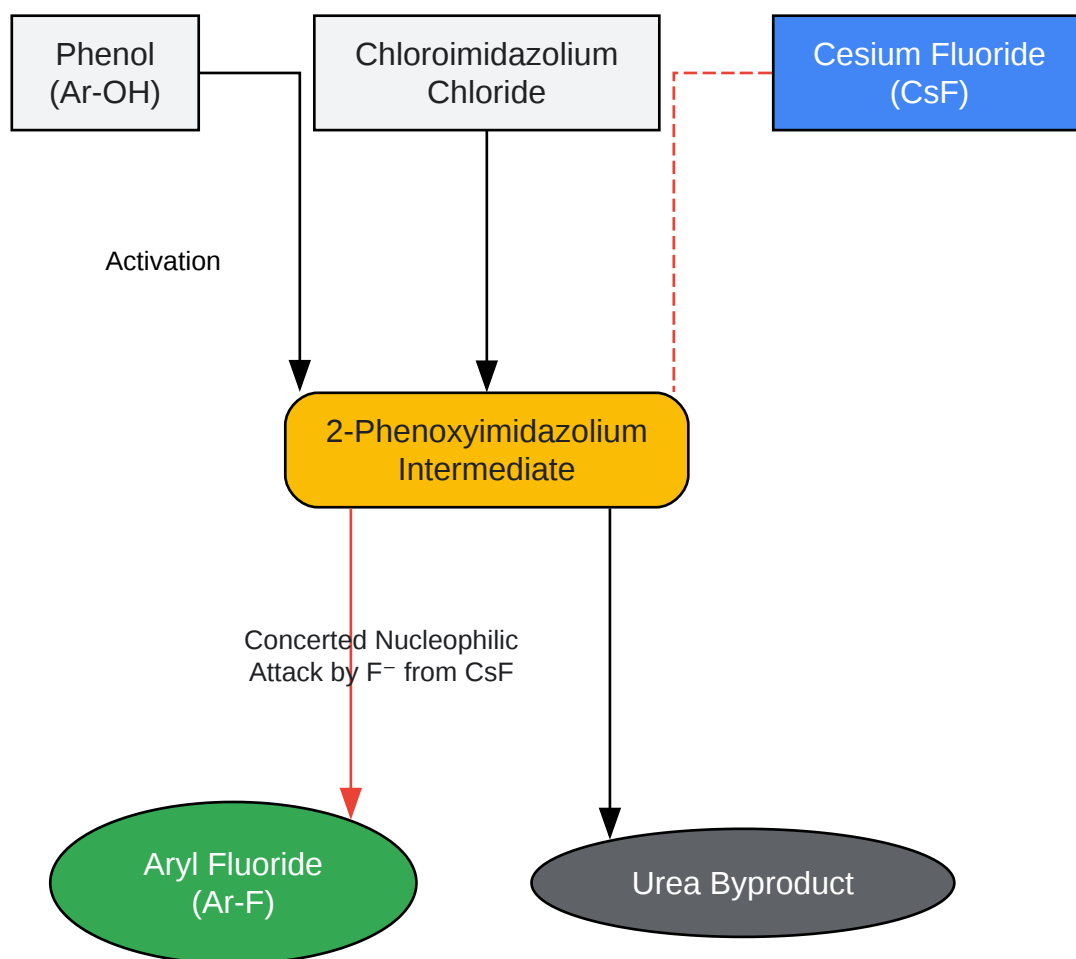 Phenol
(Ar-OH)
Chloroimidazolium
Chloride
Cesium Fluoride
(CsF)
Activation
2-Phenoxyimidazolium
Intermediate
Concerted Nucleophilic
Attack by F⁻ from CsF
Aryl Fluoride
(Ar-F)
Urea Byproduct